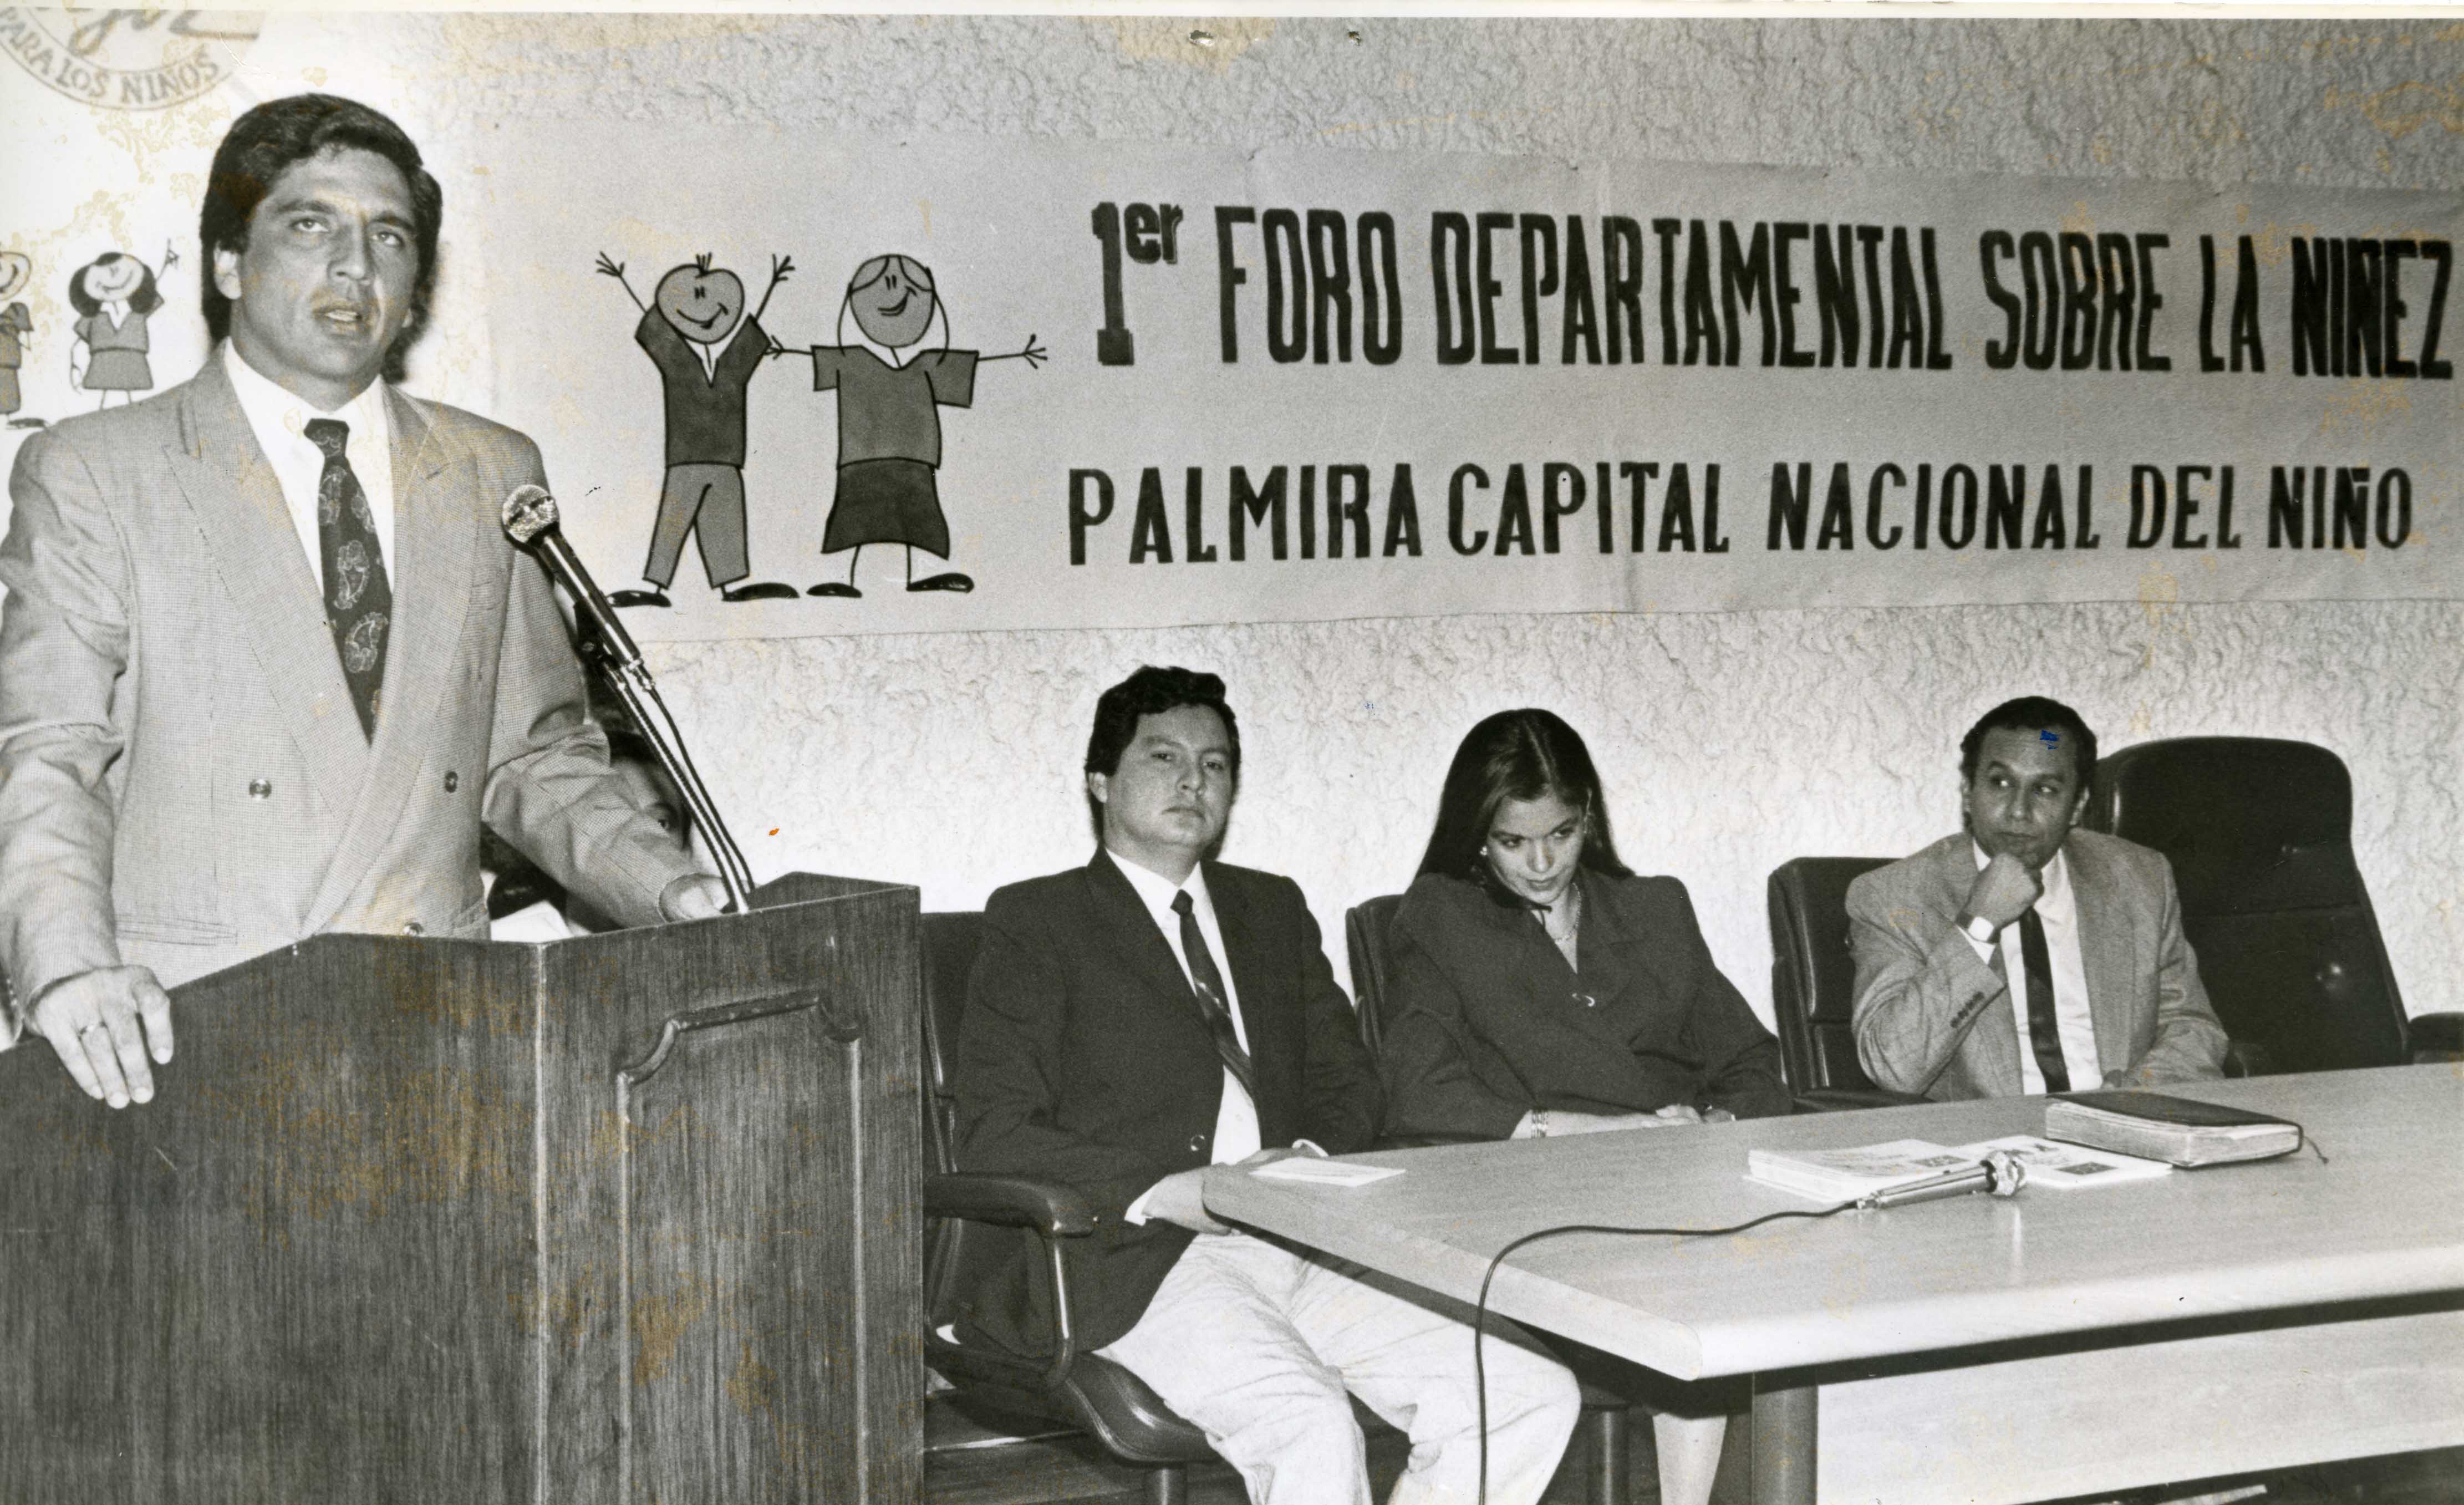 PARA LOS NIÑOS
1er FORO DEPARTAMENTAL SOBRE LA NIÑEZ
PALMIRA CAPITAL NACIONAL DEL NIÑO